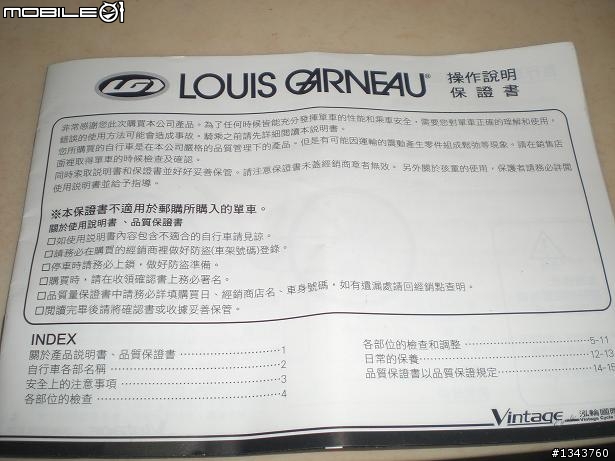 MOBILE01
LOUIS GARNEAU®
操作說明
保證書
非常感謝您此次購買本公司產品。為了任何時候皆能充分發揮單車的性能和乘車安全，需要您對單車正確的理解和使用。
錯誤的使用方法可能會造成事故。騎乘之前請先詳細閱讀本說明書。
您所購買的自行車是在本公司嚴格的品質管理下的產品。但是有可能因運輸的震動產生零件組成鬆弛等現象。請在銷售店
面裡取得單車的時候檢查及確認。
同時索取說明書和保證書並好好妥善保管。請注意保證書未蓋經銷商章者無效。另外關於孩童的使用，保護者請務必詳閱
使用說明書並給予指導。
※本保證書不適用於郵購所購入的單車。
關於使用說明書、品質保證書
□如使用說明書內容包含不適合的自行車請見諒。
□請務必在購買的經銷商裡做好防盜(車架號碼)登錄。
□停車時請務必上鎖，做好防盜準備。
□購買時，請在收領確認書上務必署名。
□品質量保證書中請務必詳填購買日、經銷商店名、車身號碼，如有遺漏處請回經銷點查明。
□閱讀完畢後請將確認書或收據妥善保管。
INDEX
關於產品說明書、品質保證書 ……………………1
自行車各部名稱 ……………………………………2
安全上的注意事項 …………………………………3
各部位的檢查 ………………………………………4
各部位的檢查和調整 ……………………5-11
日常的保養 ………………………………12-13
品質保證書以品質保證規定 ……………14-15
Vintage
Vintage Cycle
#1343760